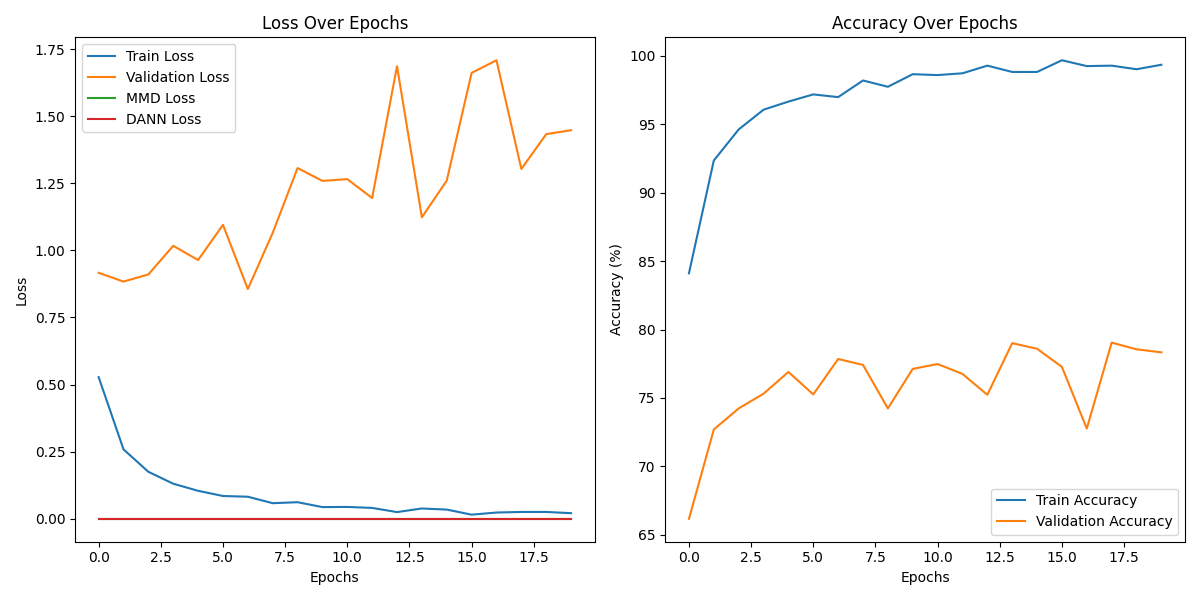 Loss Over Epochs
Train Loss
Validation Loss
MMD Loss
DANN Loss
1.75
1.50
1.25
1.00
0.75
0.50
0.25
0.00
Loss
0.0 2.5 5.0 7.5 10.0 12.5 15.0 17.5
Epochs
Accuracy Over Epochs
100
95
90
85
80
75
70
65
Accuracy (%)
Train Accuracy
Validation Accuracy
0.0 2.5 5.0 7.5 10.0 12.5 15.0 17.5
Epochs